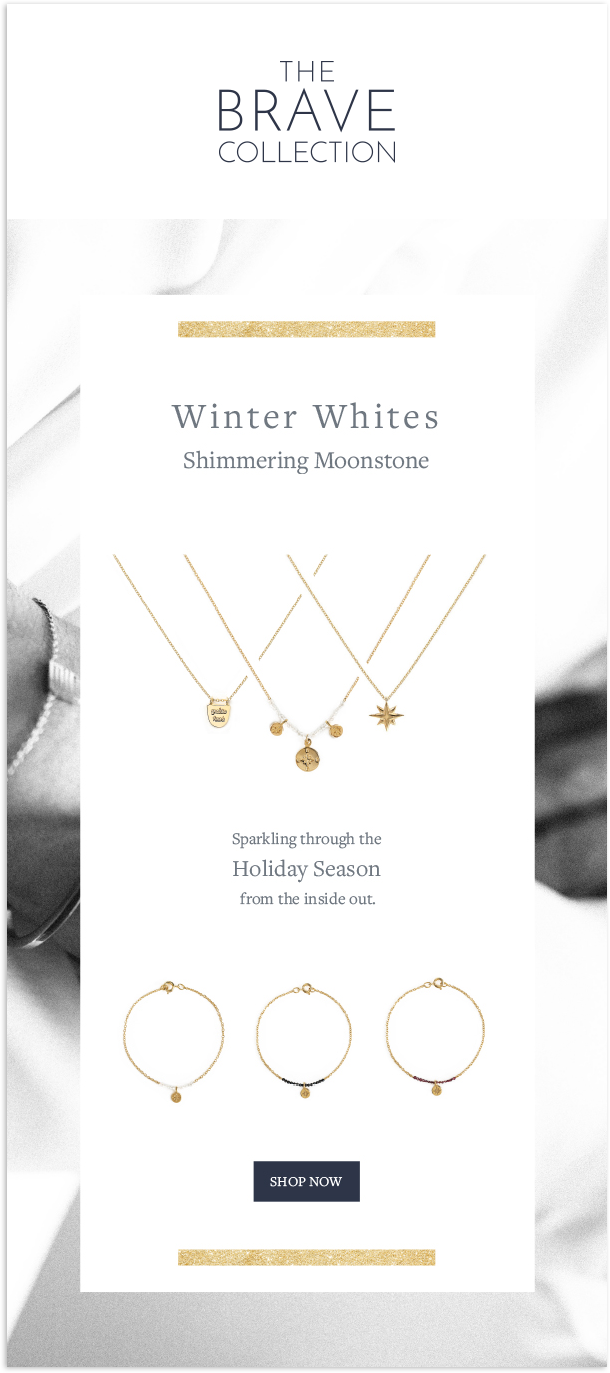 THE
BRAVE
COLLECTION
Winter Whites
Shimmering Moonstone
Sparkling through the
Holiday Season
from the inside out.
SHOP NOW